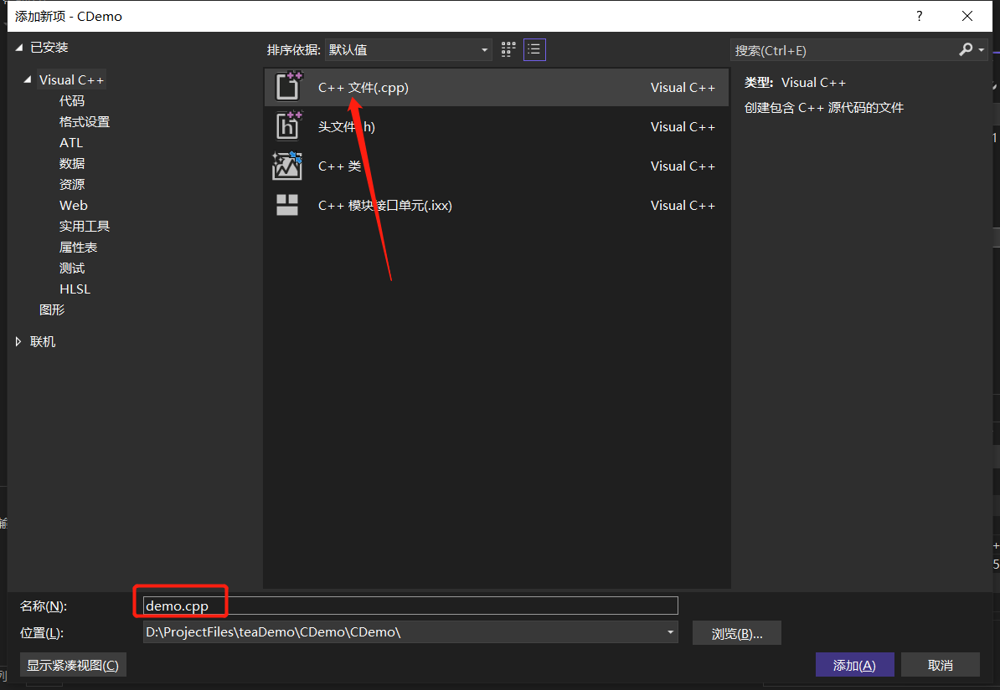 添加新项 - CDemo
?
已安装
排序依据: 默认值
搜索(Ctrl+E)
Visual C++
代码
格式设置
ATL
数据
资源
Web
实用工具
属性表
测试
HLSL
图形
联机
C++ 文件(.cpp) Visual C++
头文件 h) Visual C++
C++ 类 Visual C++
C++ 模块接口单元(.ixx) Visual C++
类型: Visual C++
创建包含 C++ 源代码的文件
名称(N): demo.cpp
位置(L): D:\ProjectFiles\teaDemo\CDemo\CDemo\
浏览(B)...
显示紧凑视图(C)
添加(A)
取消